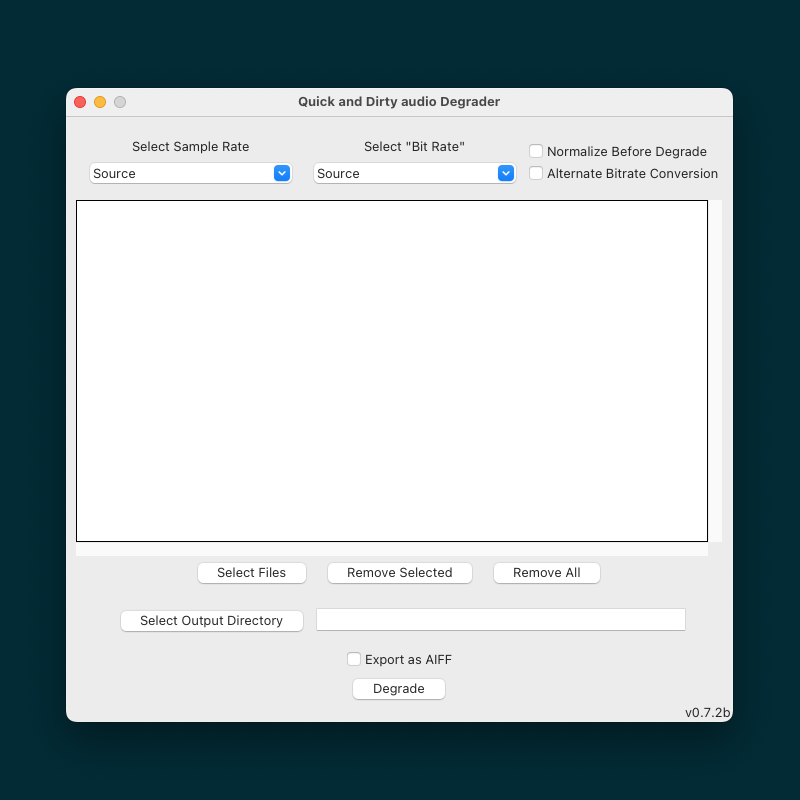 Quick and Dirty audio Degrader
Select Sample Rate
Select "Bit Rate"
Normalize Before Degrade
Source
Source
Alternate Bitrate Conversion
Select Files
Remove Selected
Remove All
Select Output Directory
Export as AIFF
Degrade
v0.7.2b